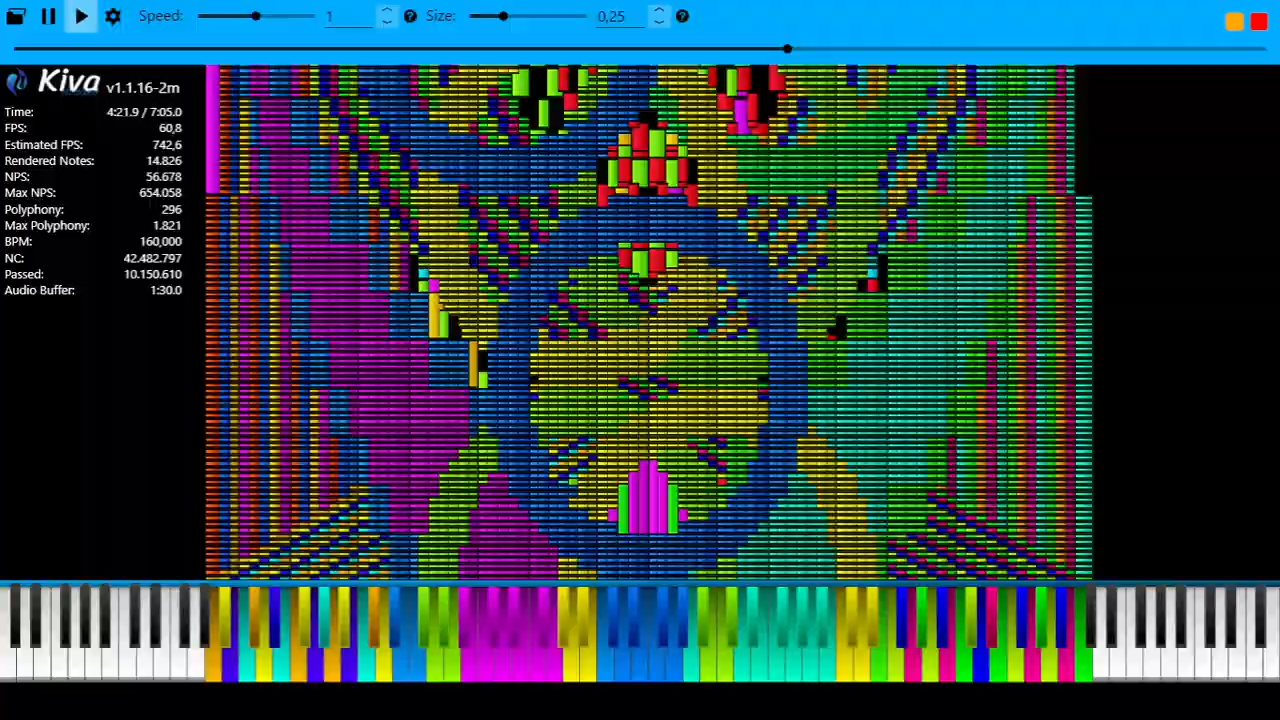 Speed: 1 ? Size: 0,25 ?
Kiva v1.1.16-2m
Time: 4:21.9 / 7:05.0
FPS: 60,8
Estimated FPS: 742,6
Rendered Notes: 14.826
NPS: 56.678
Max NPS: 654.058
Polyphony: 296
Max Polyphony: 1.821
BPM: 160,000
NC: 42.482.797
Passed: 10.150.610
Audio Buffer: 1:30.0